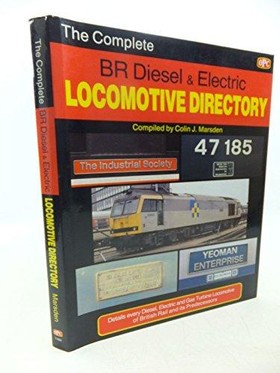 The Complete
BR Diesel & Electric
LOCOMOTIVE DIRECTORY
Compiled by Colin J. Marsden
OPC
47 185
The Industrial Society
YEOMAN
ENTERPRISE
Details every Diesel, Electric and Gas Turbine Locomotive
of British Rail and its Predecessors
The Complete
BR Diesel & Electric
LOCOMOTIVE DIRECTORY
Marsden